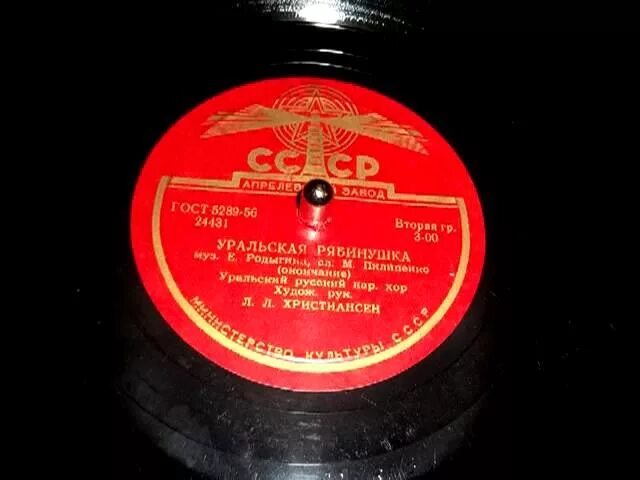 СССР
АПРЕЛЕВСКИЙ ЗАВОД
ГОСТ 5289-56
24431
Вторая гр.
3-00
УРАЛЬСКАЯ РЯБИНУШКА
муз. Е. Родыгина, сл. М. Пилипенко
(окончание)
Уральский русский нар. хор
Худож. рук.
Л. Л. ХРИСТИАНСЕН
МИНИСТЕРСТВО КУЛЬТУРЫ СССР